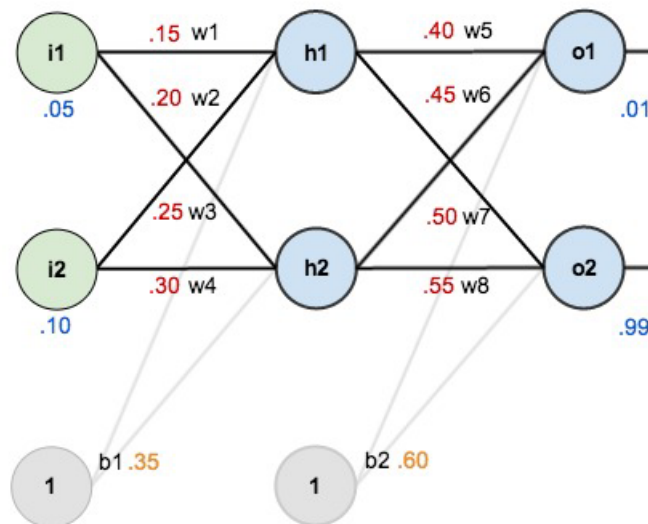 i1 .15 w1 h1 .40 w5 o1
.05 .20 w2 .45 w6 .01
.25 w3 .50 w7
i2 .30 w4 h2 .55 w8 o2
.10 .99
b1 .35 b2 .60
1 1